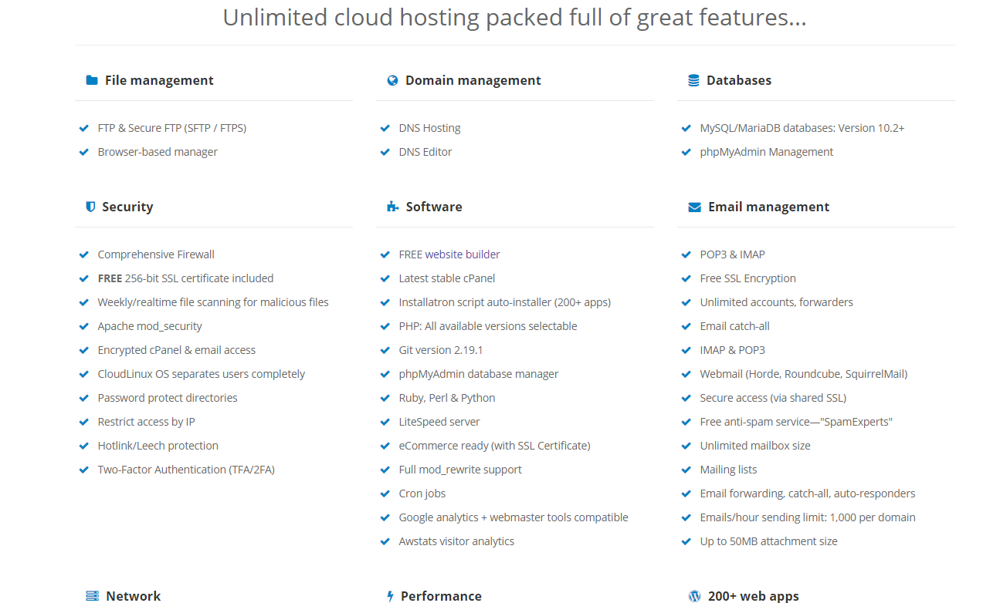 Unlimited cloud hosting packed full of great features...
File management
FTP & Secure FTP (SFTP / FTPS)
Browser-based manager
Domain management
DNS Hosting
DNS Editor
Databases
MySQL/MariaDB databases: Version 10.2+
phpMyAdmin Management
Security
Comprehensive Firewall
FREE 256-bit SSL certificate included
Weekly/realtime file scanning for malicious files
Apache mod_security
Encrypted cPanel & email access
CloudLinux OS separates users completely
Password protect directories
Restrict access by IP
Hotlink/Leech protection
Two-Factor Authentication (TFA/2FA)
Software
FREE website builder
Latest stable cPanel
Installatron script auto-installer (200+ apps)
PHP: All available versions selectable
Git version 2.19.1
phpMyAdmin database manager
Ruby, Perl & Python
LiteSpeed server
eCommerce ready (with SSL Certificate)
Full mod_rewrite support
Cron jobs
Google analytics + webmaster tools compatible
Awstats visitor analytics
Email management
POP3 & IMAP
Free SSL Encryption
Unlimited accounts, forwarders
Email catch-all
IMAP & POP3
Webmail (Horde, Roundcube, SquirrelMail)
Secure access (via shared SSL)
Free anti-spam service—"SpamExperts"
Unlimited mailbox size
Mailing lists
Email forwarding, catch-all, auto-responders
Emails/hour sending limit: 1,000 per domain
Up to 50MB attachment size
Network
Performance
200+ web apps